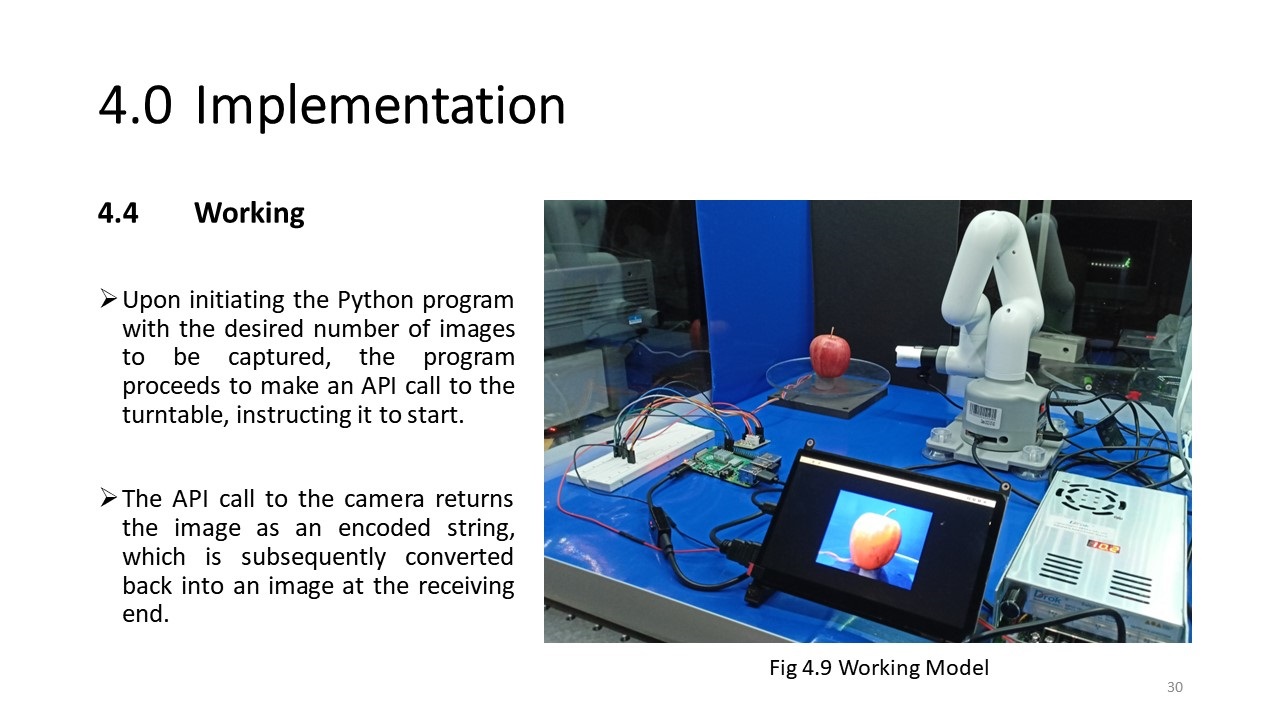 4.0 Implementation
4.4 Working
➢ Upon initiating the Python program
with the desired number of images
to be captured, the program
proceeds to make an API call to the
turntable, instructing it to start.
➢ The API call to the camera returns
the image as an encoded string,
which is subsequently converted
back into an image at the receiving
end.
Fig 4.9 Working Model
30